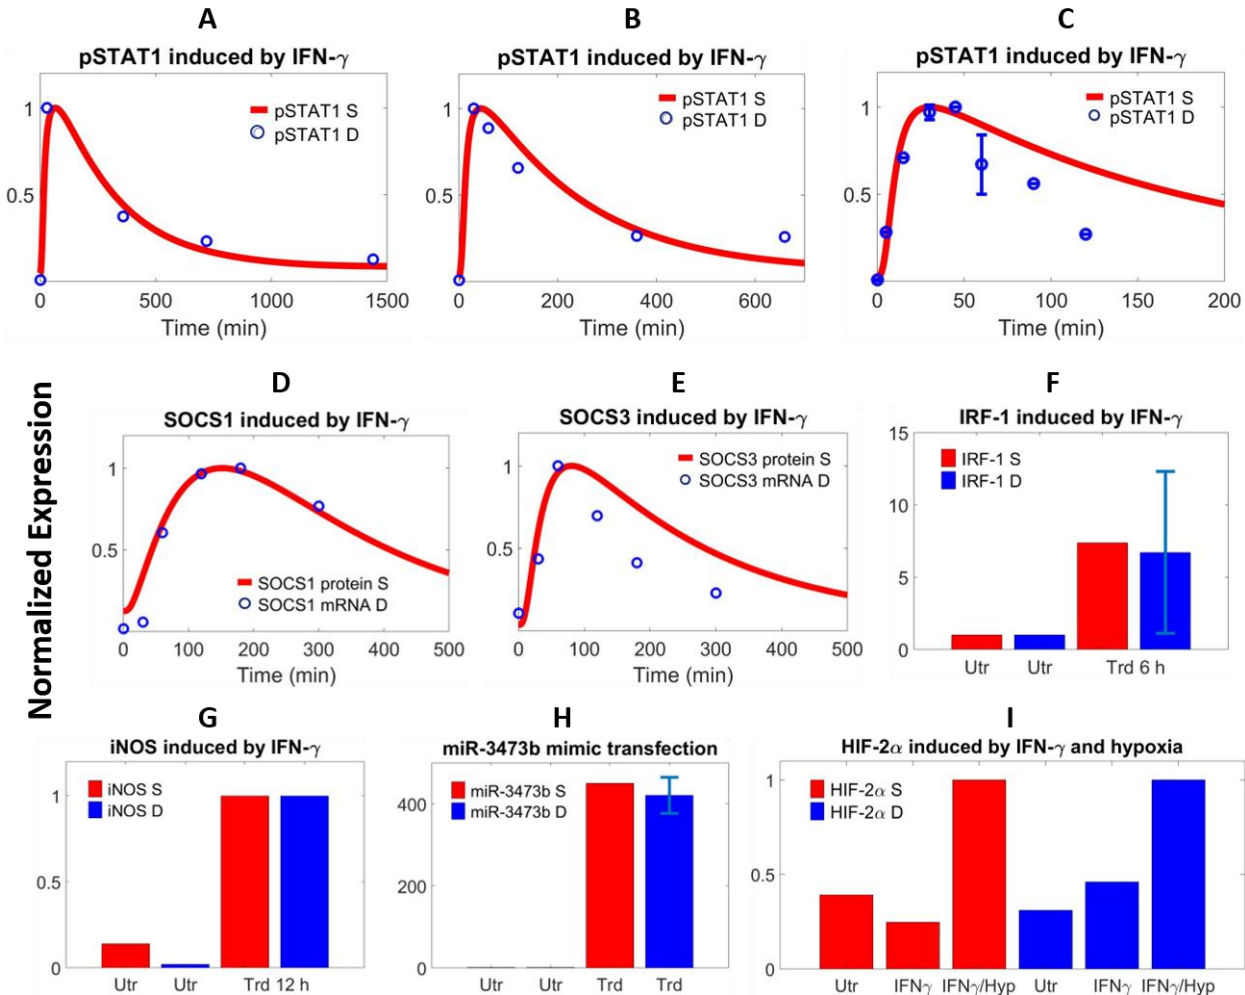 A
pSTAT1 induced by IFN-γ
1
0.5
pSTAT1 S
pSTAT1 D
0 500 1000 1500
Time (min)
B
pSTAT1 induced by IFN-γ
1
0.5
pSTAT1 S
pSTAT1 D
0 200 400 600
Time (min)
C
pSTAT1 induced by IFN-γ
1
0.5
pSTAT1 S
pSTAT1 D
0 50 100 150 200
Time (min)
Normalized Expression
D
SOCS1 induced by IFN-γ
1
0.5
SOCS1 protein S
SOCS1 mRNA D
0 100 200 300 400 500
Time (min)
E
SOCS3 induced by IFN-γ
1
0.5
SOCS3 protein S
SOCS3 mRNA D
0 100 200 300 400 500
Time (min)
F
IRF-1 induced by IFN-γ
15
10
5
0
IRF-1 S
IRF-1 D
Utr Utr Trd 6 h
G
iNOS induced by IFN-γ
1
0.5
0
iNOS S
iNOS D
Utr Utr Trd 12 h
H
miR-3473b mimic transfection
400
200
0
miR-3473b S
miR-3473b D
Utr Utr Trd Trd
I
HIF-2α induced by IFN-γ and hypoxia
1
0.5
0
HIF-2α S
HIF-2α D
Utr IFNγ IFNγ/Hyp Utr IFNγ IFNγ/Hyp